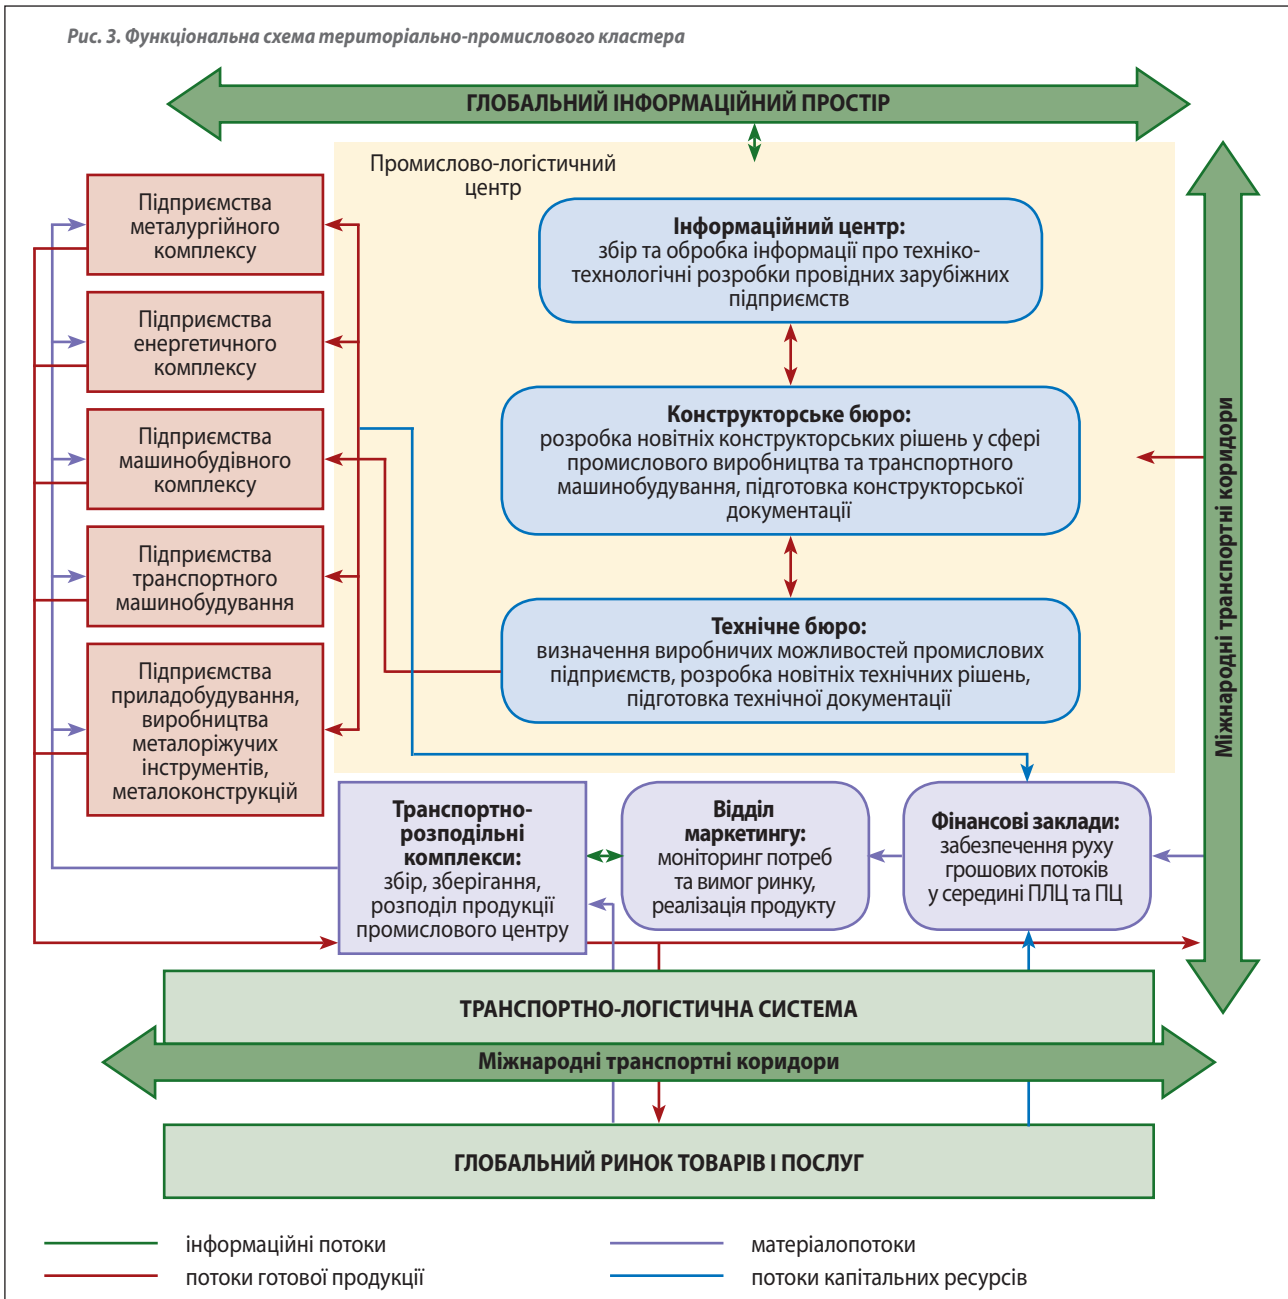 Рис. 3. Функціональна схема територіально-промислового кластера
ГЛОБАЛЬНИЙ ІНФОРМАЦІЙНИЙ ПРОСТІР
Промислово-логістичний
центр
Підприємства
металургійного
комплексу
Підприємства
енергетичного
комплексу
Підприємства
машинобудівного
комплексу
Підприємства
транспортного
машинобудування
Підприємства
приладобудування,
виробництва
металоріжучих
інструментів,
металоконструкцій
Інформаційний центр:
збір та обробка інформації про техніко-
технологічні розробки провідних зарубіжних
підприємств
Конструкторське бюро:
розробка новітніх конструкторських рішень у сфері
промислового виробництва та транспортного
машинобудування, підготовка конструкторської
документації
Технічне бюро:
визначення виробничих можливостей промислових
підприємств, розробка новітніх технічних рішень,
підготовка технічної документації
Міжнародні транспортні коридори
Транспортно-
розподільні
комплекси:
збір, зберігання,
розподіл продукції
промислового центру
Відділ
маркетингу:
моніторинг потреб
та вимог ринку,
реалізація продукту
Фінансові заклади:
забезпечення руху
грошових потоків
у середині ПЛЦ та ПЦ
ТРАНСПОРТНО-ЛОГІСТИЧНА СИСТЕМА
Міжнародні транспортні коридори
ГЛОБАЛЬНИЙ РИНОК ТОВАРІВ І ПОСЛУГ
інформаційні потоки
потоки готової продукції
матеріалопотоки
потоки капітальних ресурсів